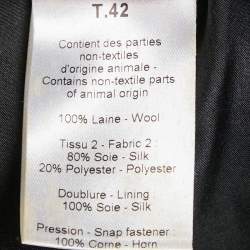 T.42
Contient des parties
non-textiles
d'origine animale -
Contains non-textile parts
of animal origin
100% Laine - Wool
Tissu 2 - Fabric 2 :
80% Soie - Silk
20% Polyester - Polyester
Doublure - Lining
100% Soie - Silk
Pression - Snap fastener :
100% Corne - Horn